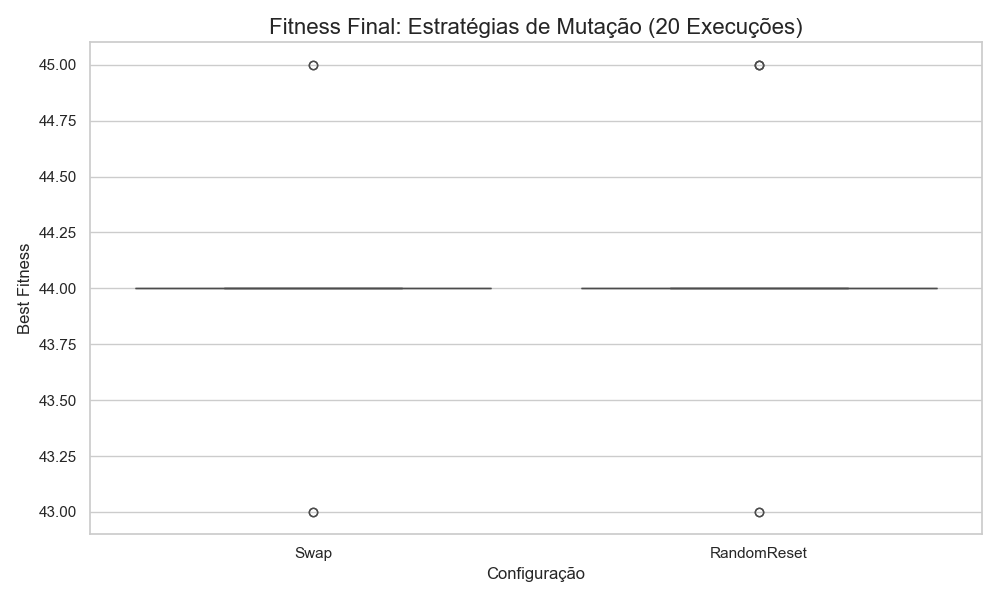 Fitness Final: Estratégias de Mutação (20 Execuções)
45.00
44.75
44.50
44.25
44.00
43.75
43.50
43.25
43.00
Best Fitness
Swap
RandomReset
Configuração